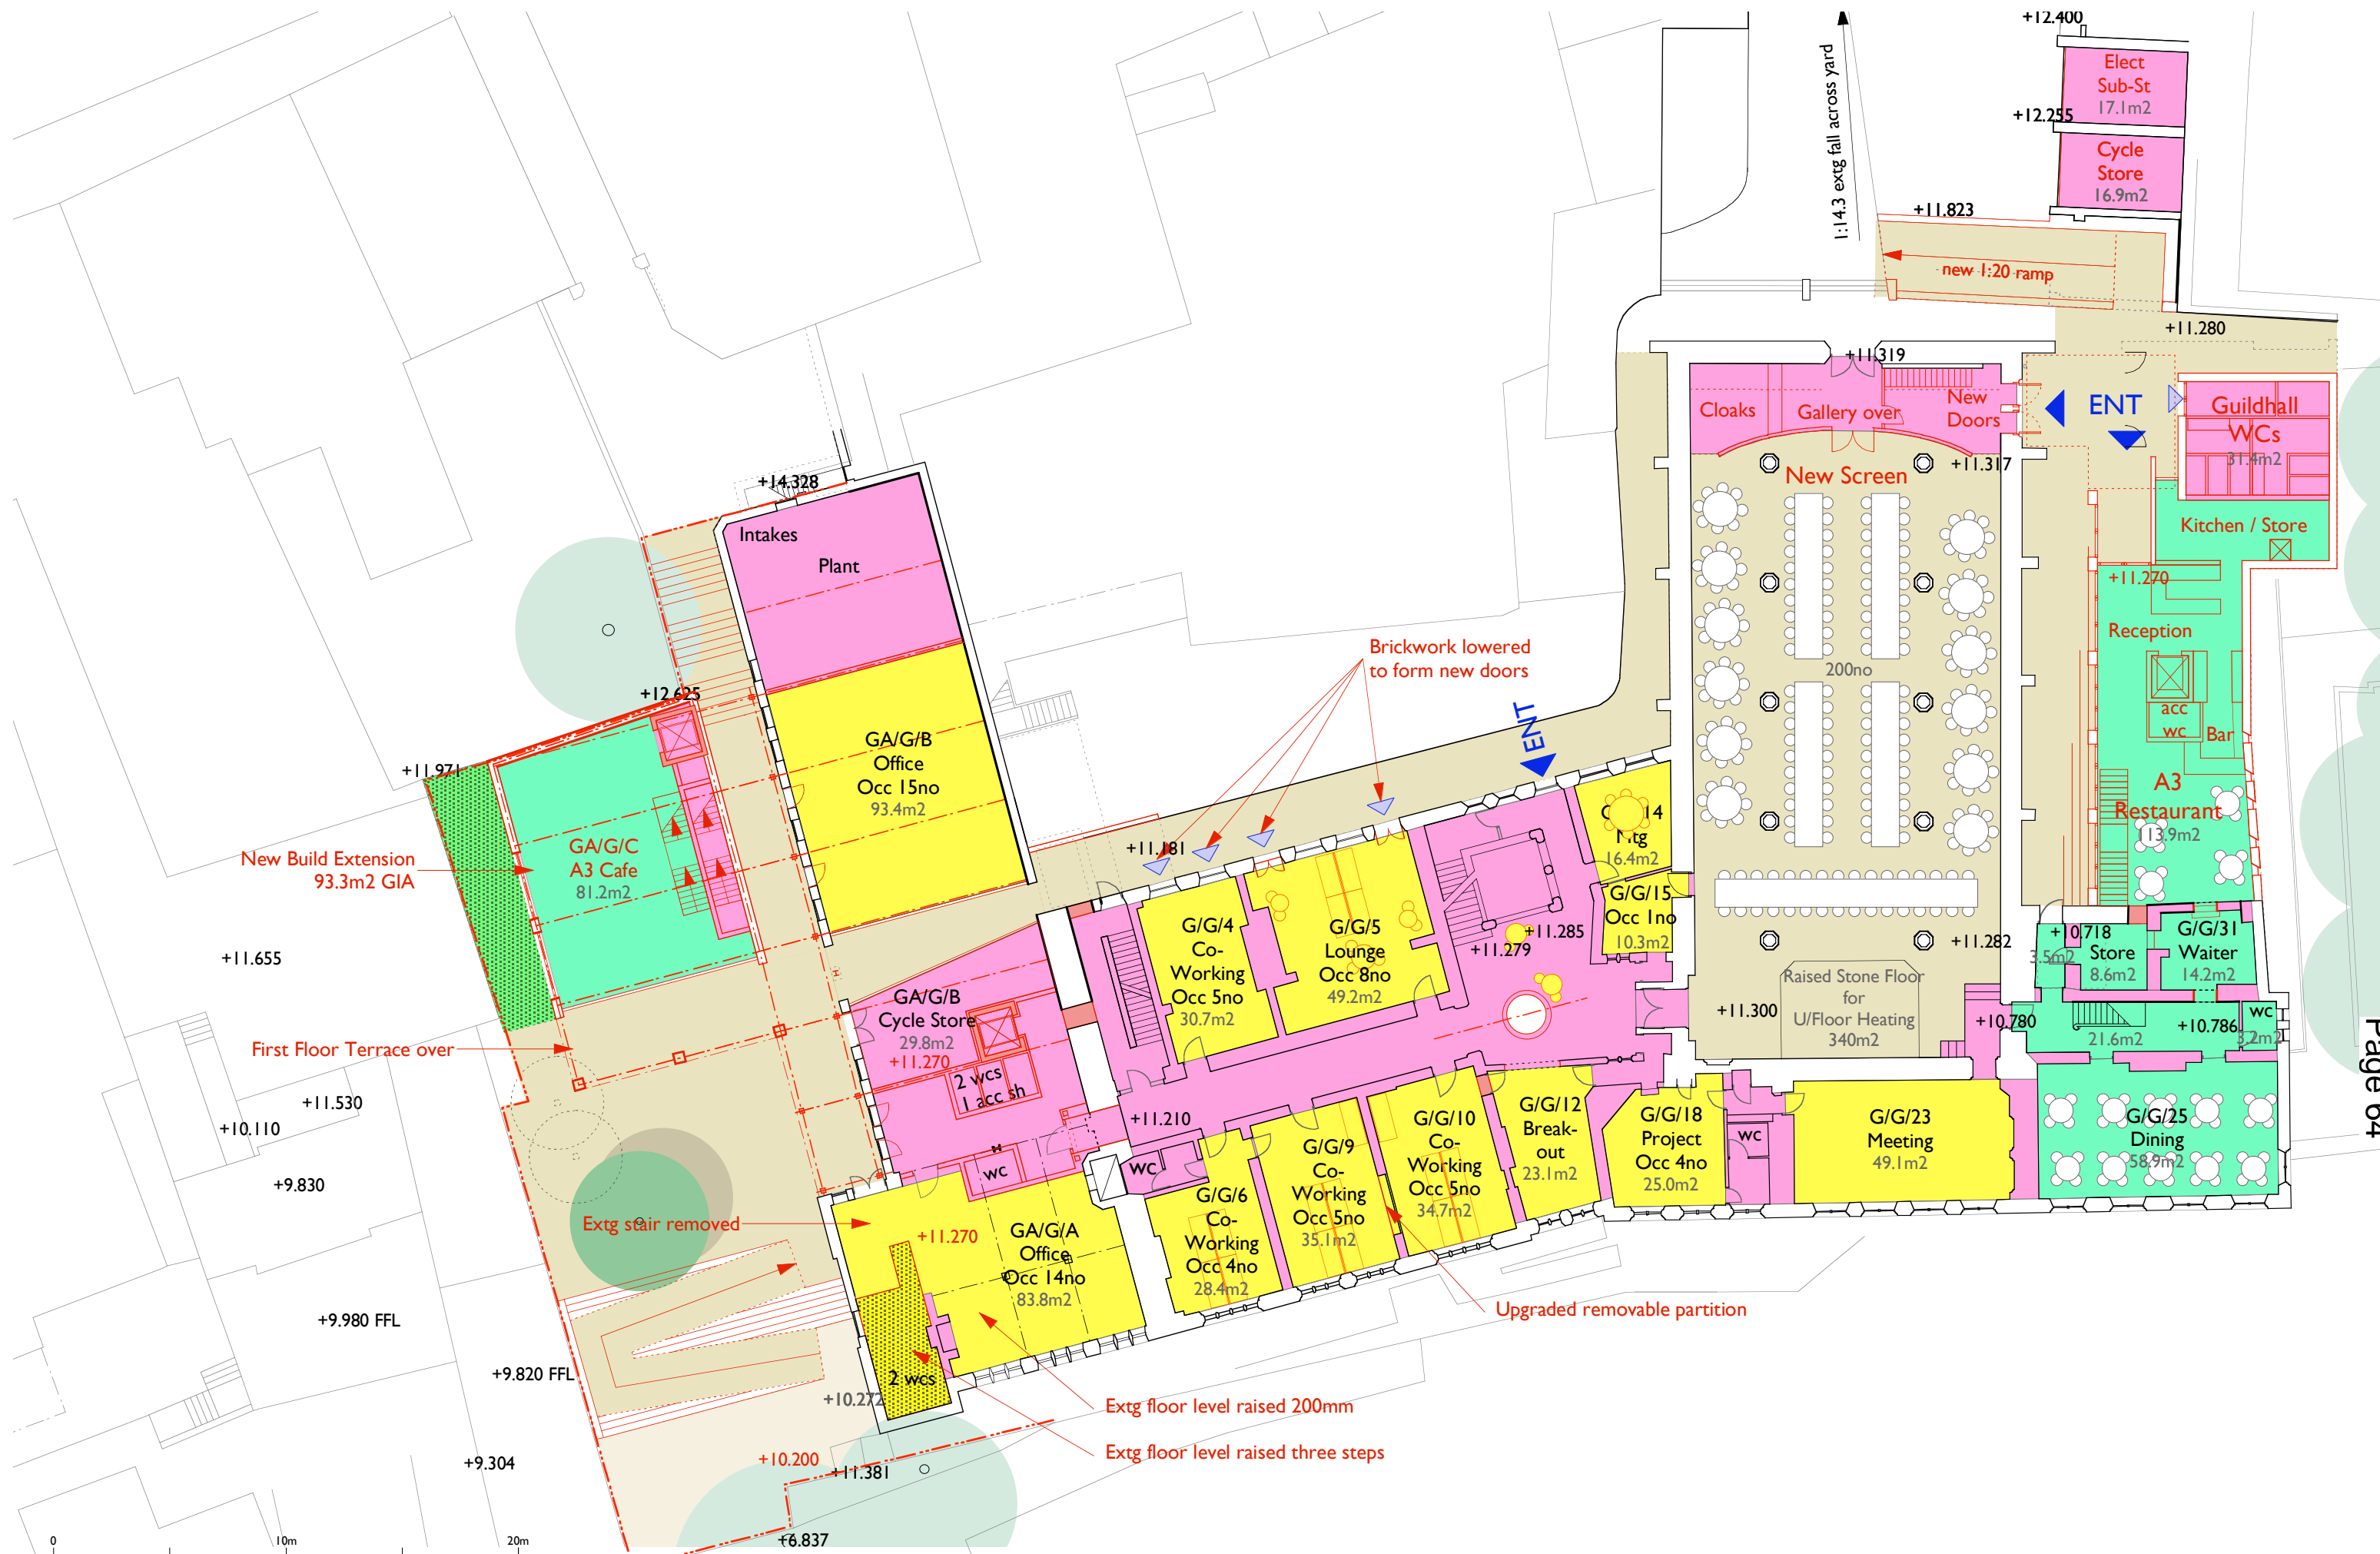 +12.400
Elect
Sub-St
17.1m2
+12.255
Cycle
Store
16.9m2
1:14.3 extg fall across yard
+11.823
new 1:20 ramp
+11.280
+11.319
Cloaks
Gallery over
New
Doors
ENT
Guildhall
WCs
31.4m2
+11.317
New Screen
Kitchen / Store
+11.270
Reception
200no
acc
wc
Bar
A3
Restaurant
113.9m2
+14.328
Intakes
Plant
Brickwork lowered
to form new doors
ENT
+12.625
+11.971
GA/G/B
Office
Occ 15no
93.4m2
New Build Extension
93.3m2 GIA
GA/G/C
A3 Cafe
81.2m2
+11.181
14
16.4m2
G/G/15
Occ 1no
10.3m2
G/G/4
Co-
Working
Occ 5no
30.7m2
G/G/5
Lounge
Occ 8no
49.2m2
+11.285
+11.279
+11.282
+10.718
3.5m2
Store
8.6m2
G/G/31
Waiter
14.2m2
+11.655
GA/G/B
Cycle Store
29.8m2
+11.270
2 wcs
1 acc sh
Raised Stone Floor
for
U/Floor Heating
340m2
+11.300
+10.780
21.6m2
+10.786
wc
3.2m2
Page 64
First Floor Terrace over
+11.530
+10.110
+9.830
+11.210
wc
WC
G/G/6
Co-
Working
Occ 4no
28.4m2
G/G/9
Co-
Working
Occ 5no
35.1m2
G/G/10
Co-
Working
Occ 5no
34.7m2
G/G/12
Break-
out
23.1m2
G/G/18
Project
Occ 4no
25.0m2
wc
G/G/23
Meeting
49.1m2
G/G/25
Dining
58.9m2
Extg stair removed
+11.270
GA/G/A
Office
Occ 14no
83.8m2
+9.980 FFL
Upgraded removable partition
+9.820 FFL
2 wcs
+10.272
Extg floor level raised 200mm
Extg floor level raised three steps
+9.304
+10.200
+11.381
+6.837
0
10m
20m